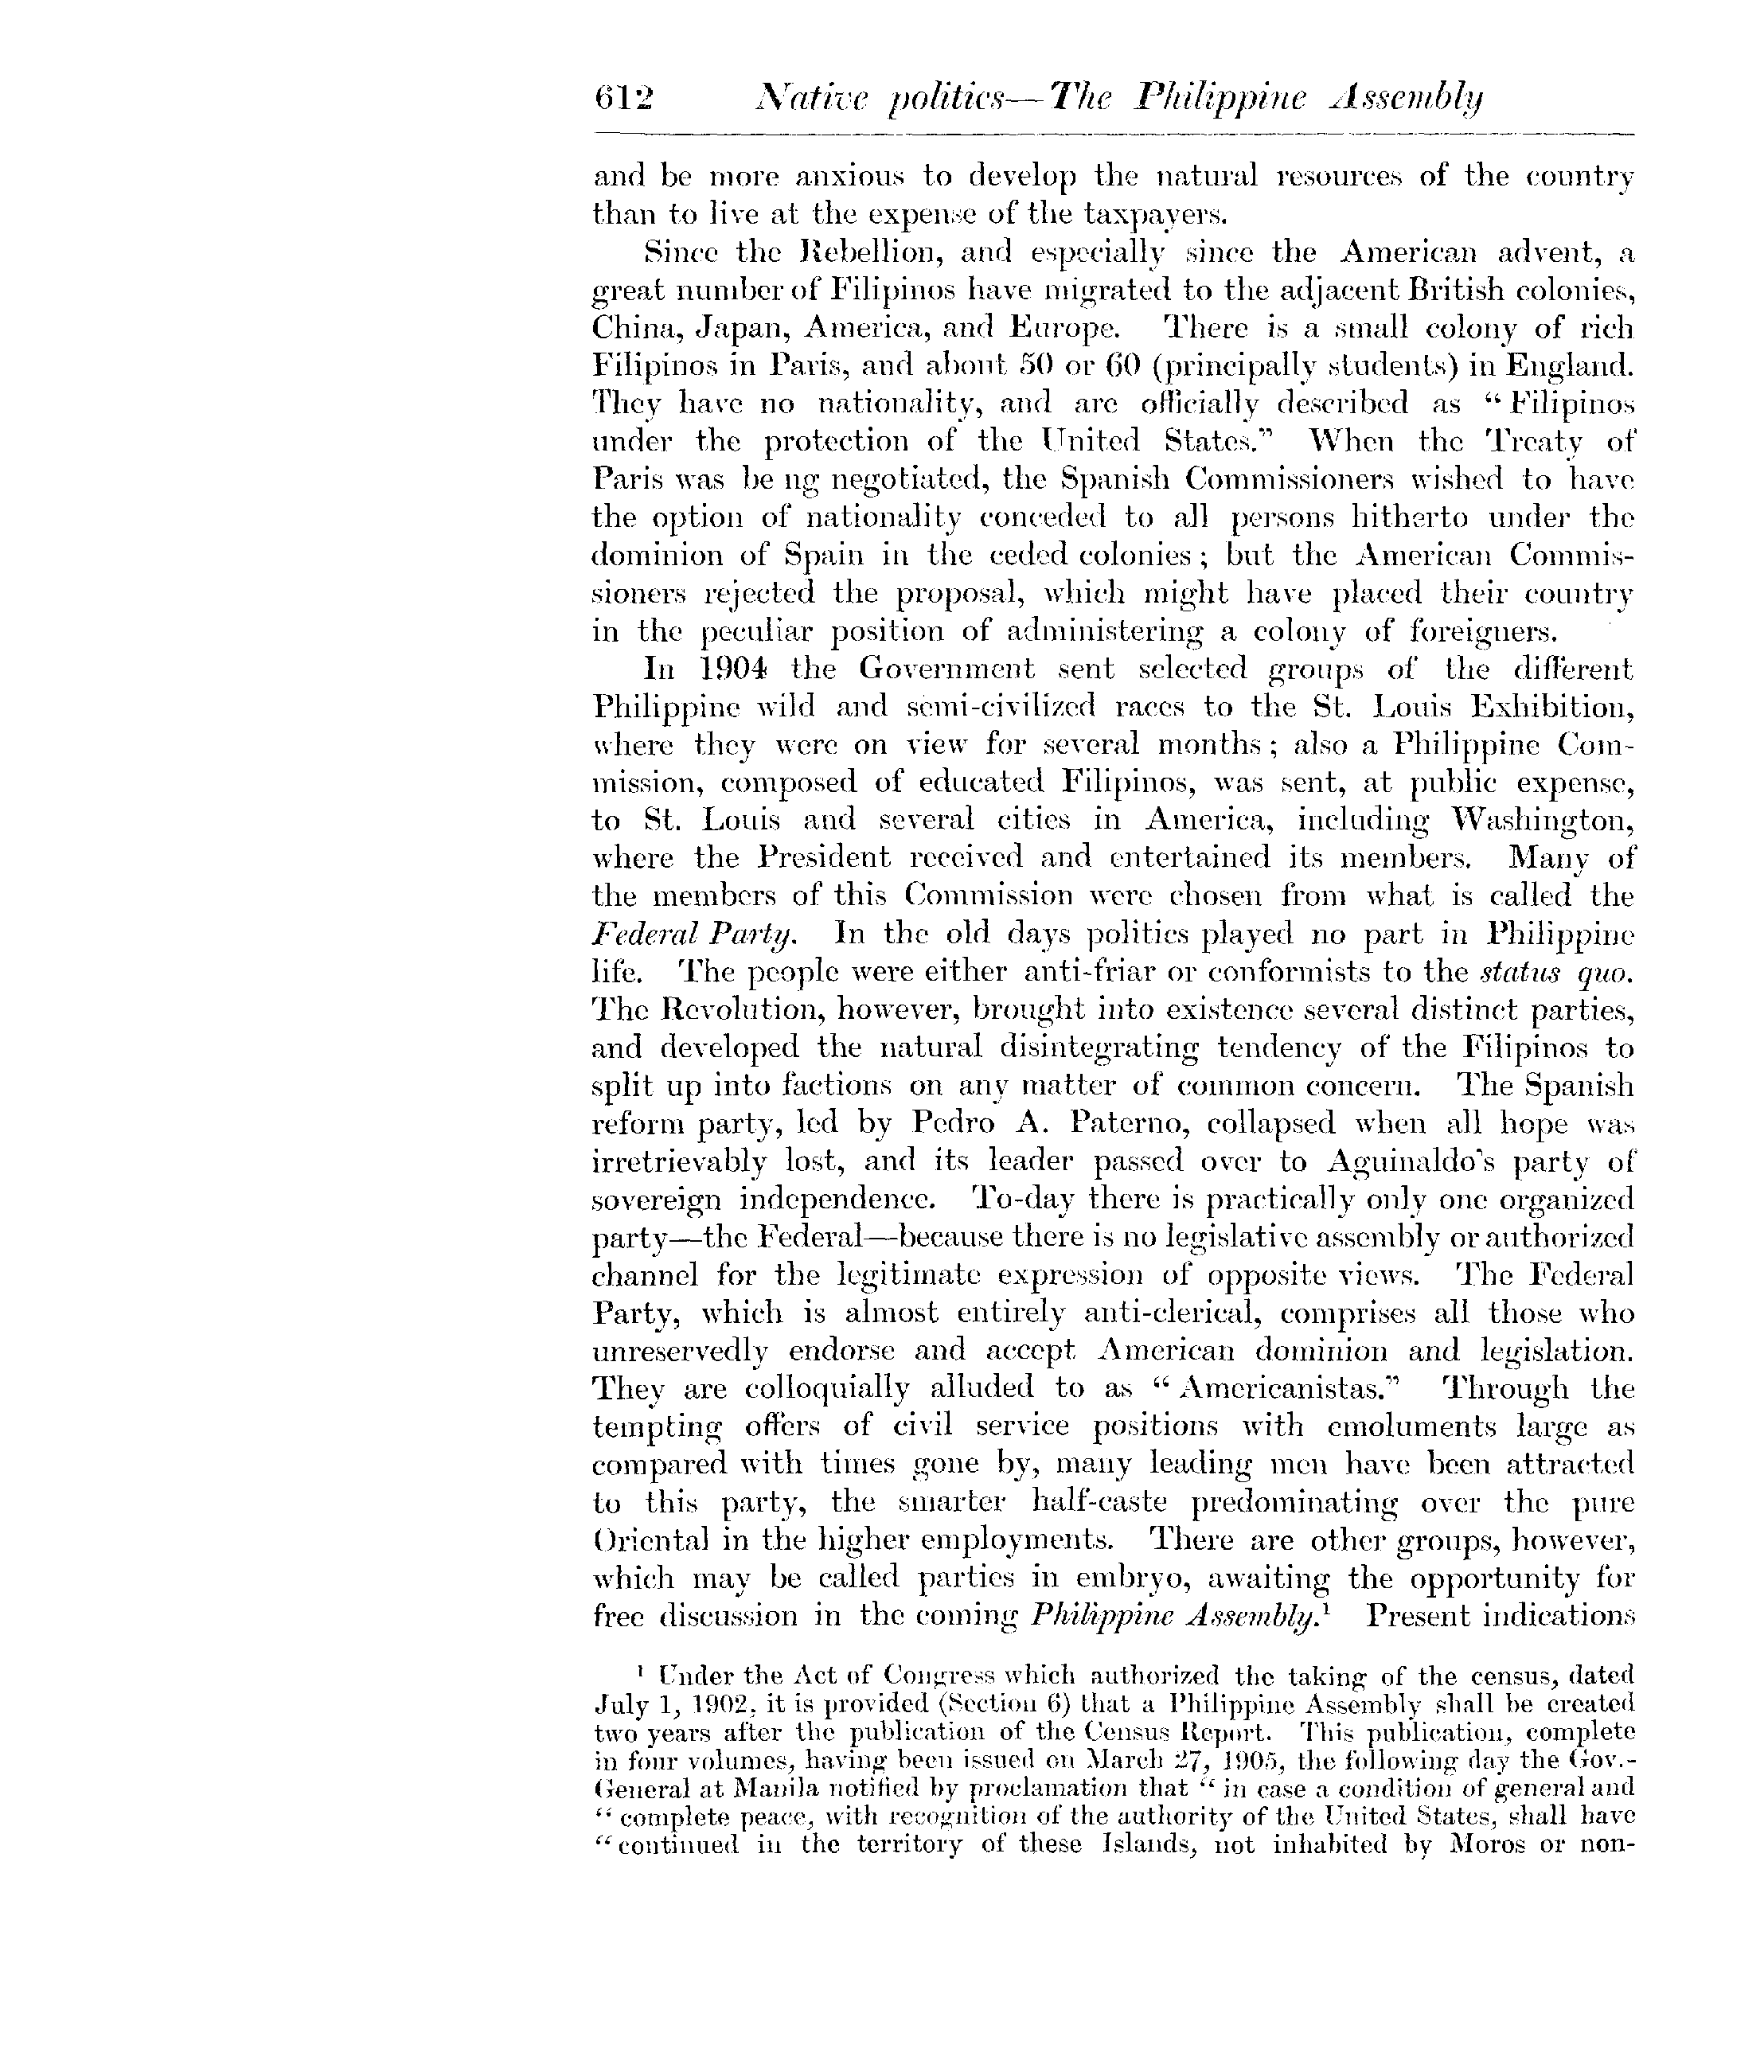 612 Native politics—The Philippine Assembly
and be more anxious to develop the natural resources of the country
than to live at the expense of the taxpayers.
Since the Rebellion, and especially since the American advent, a
great number of Filipinos have migrated to the adjacent British colonies,
China, Japan, America, and Europe. There is a small colony of rich
Filipinos in Paris, and about 50 or 60 (principally students) in England.
They have no nationality, and are officially described as “Filipinos
under the protection of the United States.” When the Treaty of
Paris was be ng negotiated, the Spanish Commissioners wished to have
the option of nationality conceded to all persons hitherto under the
dominion of Spain in the ceded colonies; but the American Commis-
sioners rejected the proposal, which might have placed their country
in the peculiar position of administering a colony of foreigners.
In 1904 the Government sent selected groups of the different
Philippine wild and semi-civilized races to the St. Louis Exhibition,
where they were on view for several months; also a Philippine Com-
mission, composed of educated Filipinos, was sent, at public expense,
to St. Louis and several cities in America, including Washington,
where the President received and entertained its members. Many of
the members of this Commission were chosen from what is called the
Federal Party. In the old days politics played no part in Philippine
life. The people were either anti-friar or conformists to the status quo.
The Revolution, however, brought into existence several distinct parties,
and developed the natural disintegrating tendency of the Filipinos to
split up into factions on any matter of common concern. The Spanish
reform party, led by Pedro A. Paterno, collapsed when all hope was
irretrievably lost, and its leader passed over to Aguinaldo's party of
sovereign independence. To-day there is practically only one organized
party—the Federal—because there is no legislative assembly or authorized
channel for the legitimate expression of opposite views. The Federal
Party, which is almost entirely anti-clerical, comprises all those who
unreservedly endorse and accept American dominion and legislation.
They are colloquially alluded to as “Americanistas.” Through the
tempting offers of civil service positions with emoluments large as
compared with times gone by, many leading men have been attracted
to this party, the smarter half-caste predominating over the pure
Oriental in the higher employments. There are other groups, however,
which may be called parties in embryo, awaiting the opportunity for
free discussion in the coming Philippine Assembly.¹ Present indications
¹ Under the Act of Congress which authorized the taking of the census, dated
July 1, 1902, it is provided (Section 6) that a Philippine Assembly shall be created
two years after the publication of the Census Report. This publication, complete
in four volumes, having been issued on March 27, 1905, the following day the Gov.-
General at Manila notified by proclamation that “in case a condition of general and
“complete peace, with recognition of the authority of the United States, shall have
“continued in the territory of these Islands, not inhabited by Moros or non-